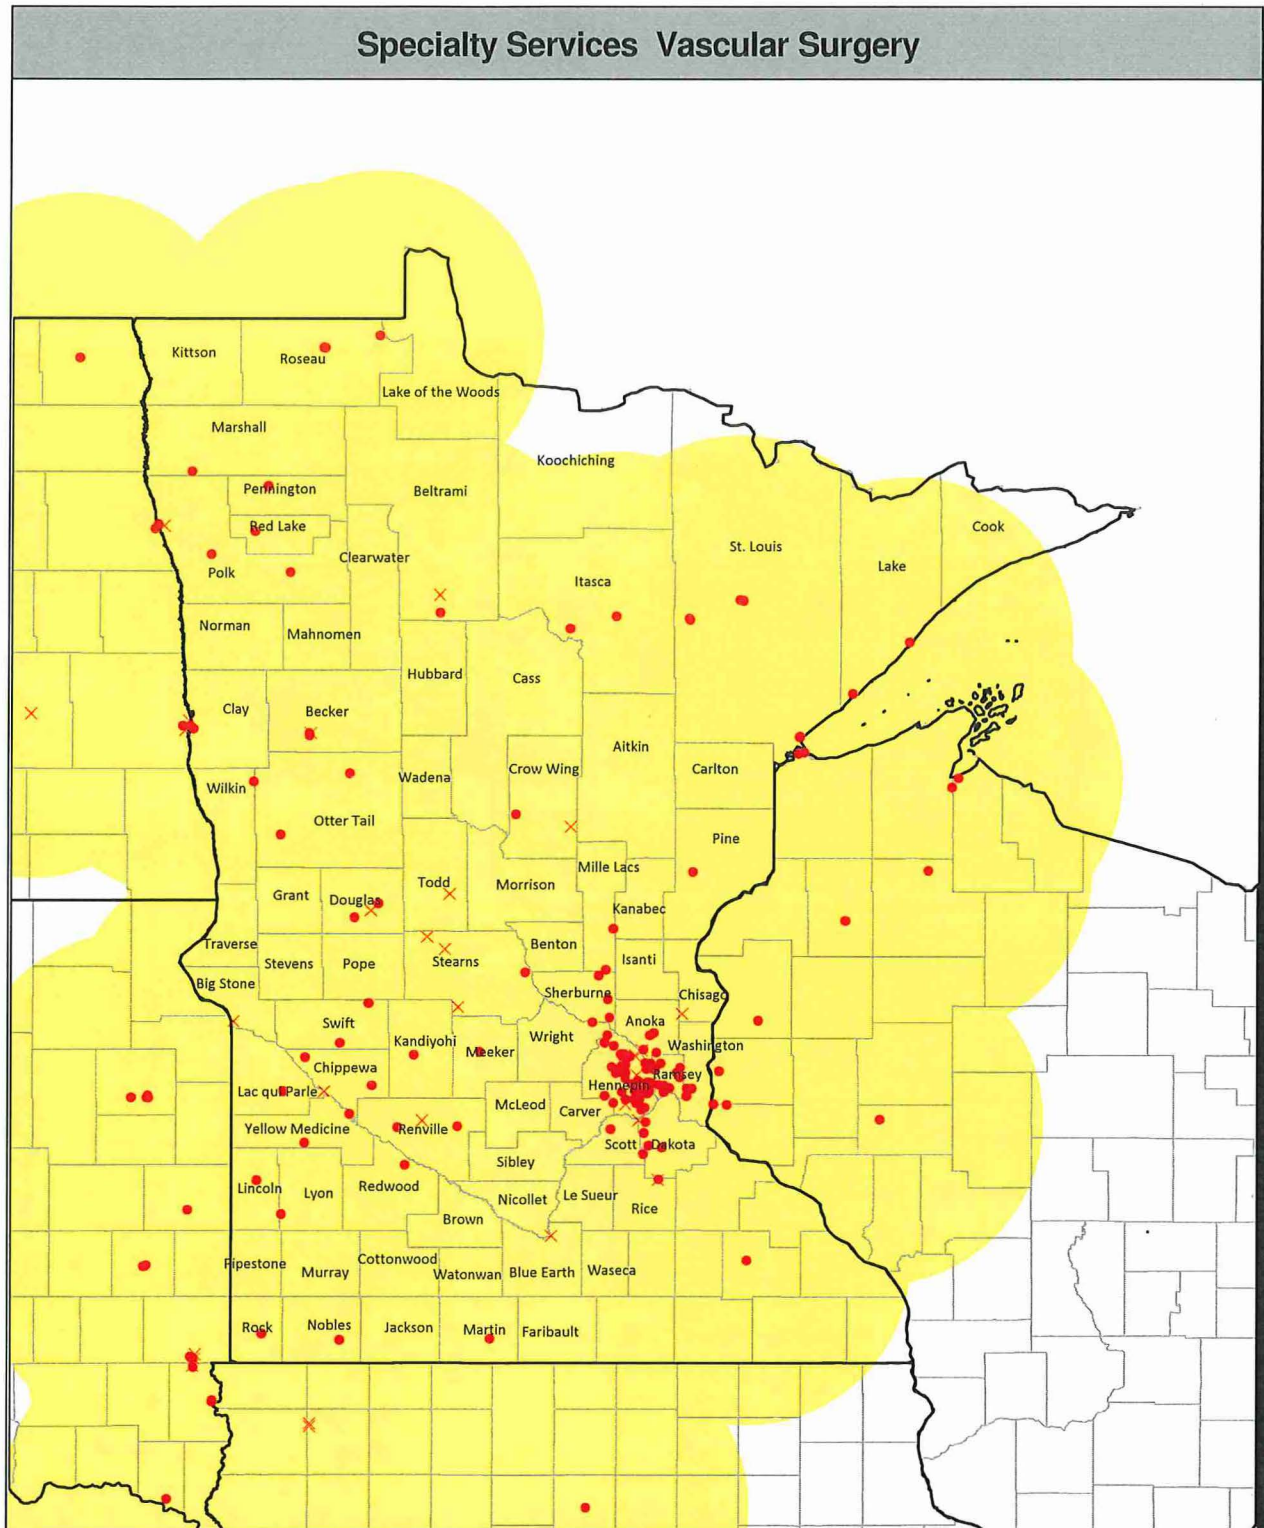 Specialty Services Vascular Surgery
Kittson
Roseau
Lake of the Woods
Marshall
Koochiching
Pennington
Beltrami
Red Lake
Cook
St. Louis
Clearwater
Lake
Polk
Itasca
Norman
Mahnomen
Hubbard
Cass
Clay
Becker
Aitkin
Crow Wing
Carlton
Wadena
Wilkin
Otter Tail
Pine
Mille Lacs
Todd
Morrison
Grant
Douglas
Kanabec
Traverse
Benton
Stevens
Pope
Stearns
Isanti
Big Stone
Sherburne
Chisago
Swift
Anoka
Kandiyohi
Wright
Washington
Meeker
Chippewa
Ramsey
Hennepin
Lac qui Parle
McLeod
Carver
Yellow Medicine
Renville
Scott
Dakota
Sibley
Lincoln
Lyon
Redwood
Nicollet
Le Sueur
Rice
Brown
Pipestone
Murray
Cottonwood
Watonwan
Blue Earth
Waseca
Rock
Nobles
Jackson
Martin
Faribault